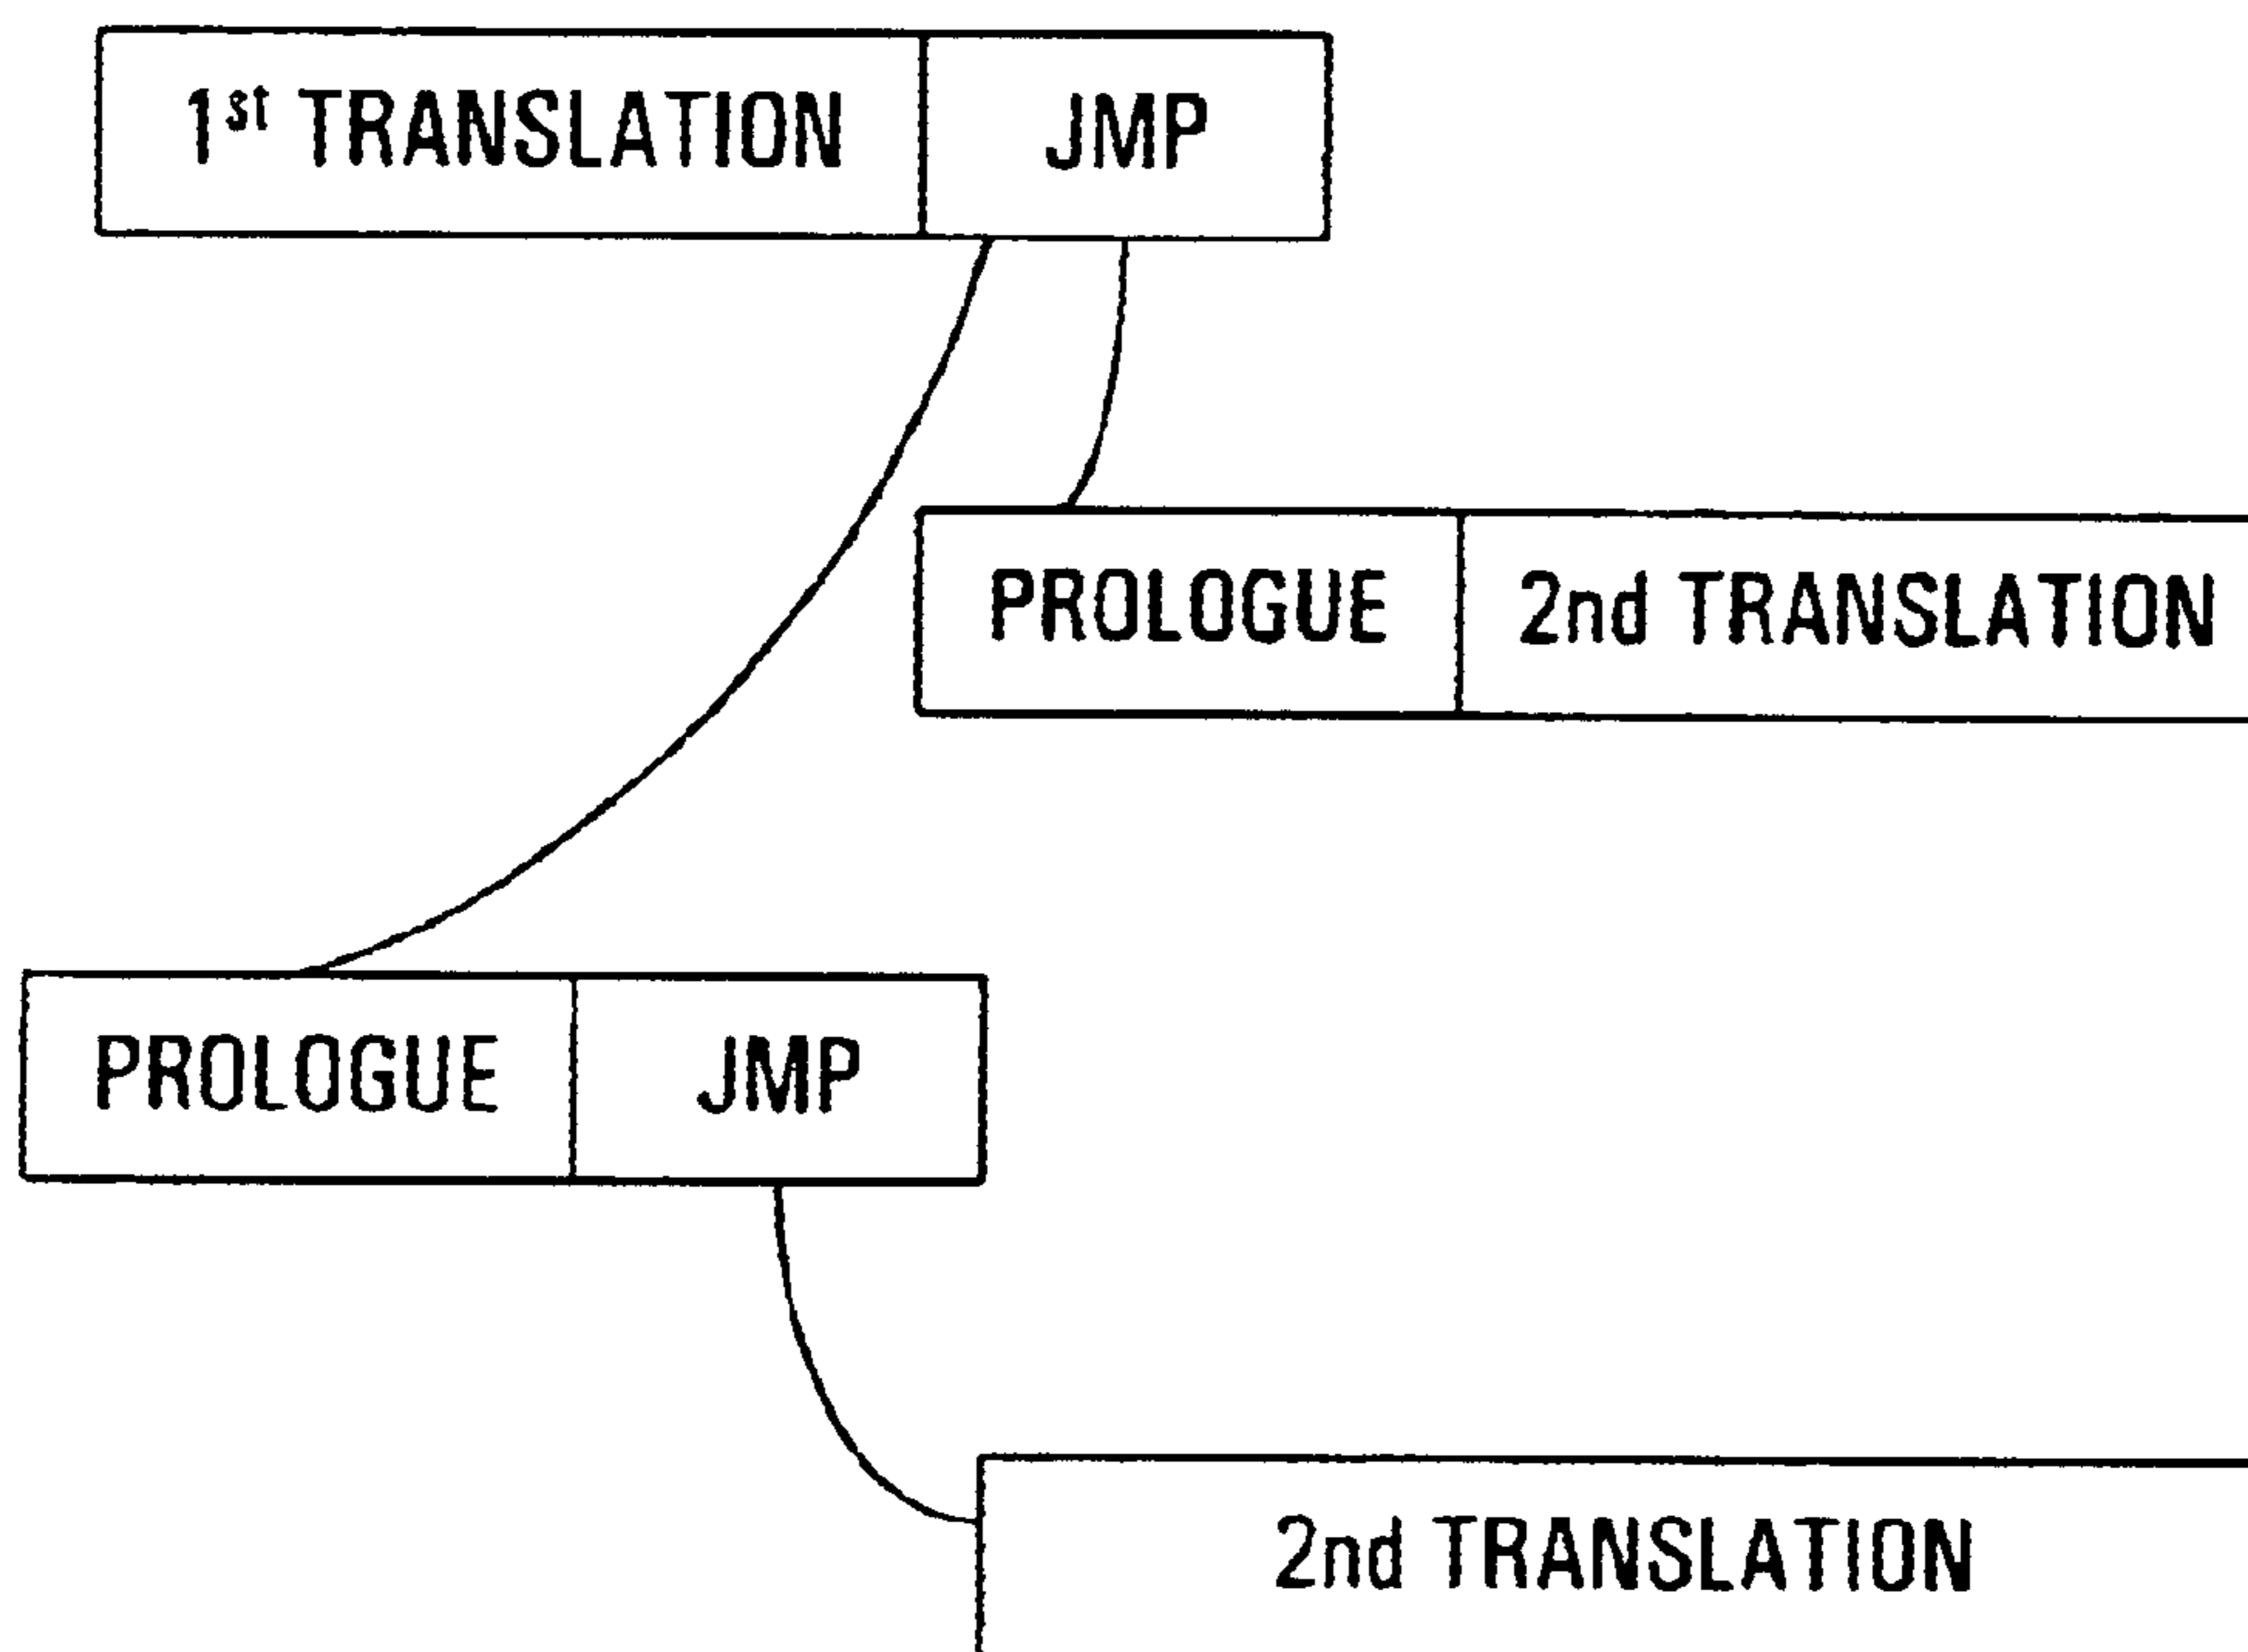 1st TRANSLATION JMP
PROLOGUE 2nd TRANSLATION
PROLOGUE JMP
2nd TRANSLATION